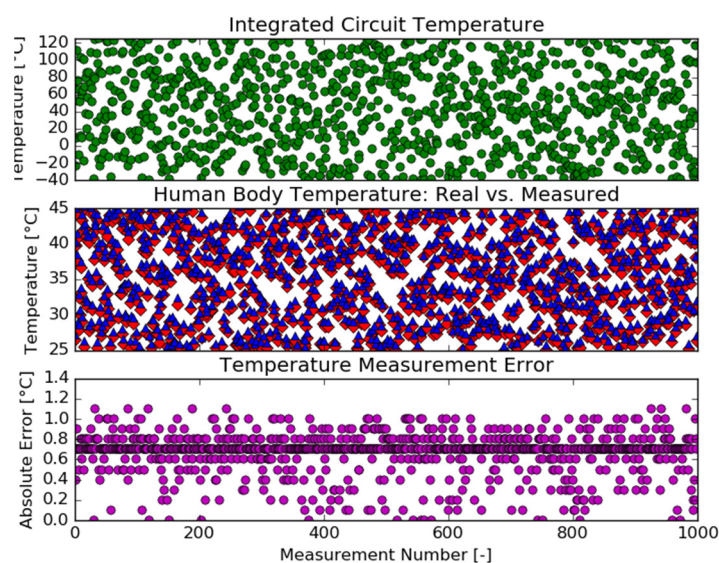 Integrated Circuit Temperature
Temperature [°C]
120
100
80
60
40
20
0
−20
−40
Human Body Temperature: Real vs. Measured
Temperature [°C]
45
40
35
30
25
Temperature Measurement Error
Absolute Error [°C]
1.4
1.2
1.0
0.8
0.6
0.4
0.2
0.0
0 200 400 600 800 1000
Measurement Number [-]